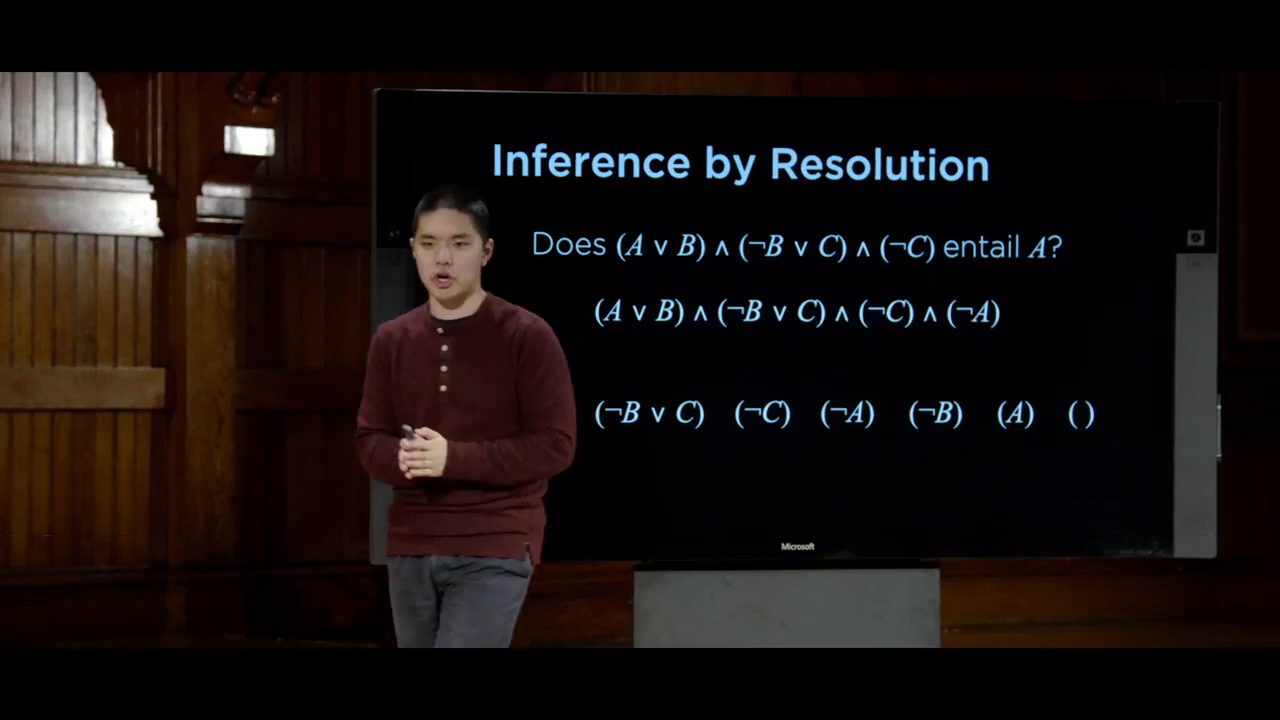 Inference by Resolution
Does (A ∨ B) ∧ (¬B ∨ C) ∧ (¬C) entail A?
(A ∨ B) ∧ (¬B ∨ C) ∧ (¬C) ∧ (¬A)
(¬B ∨ C) (¬C) (¬A) (¬B) (A) ( )
Microsoft